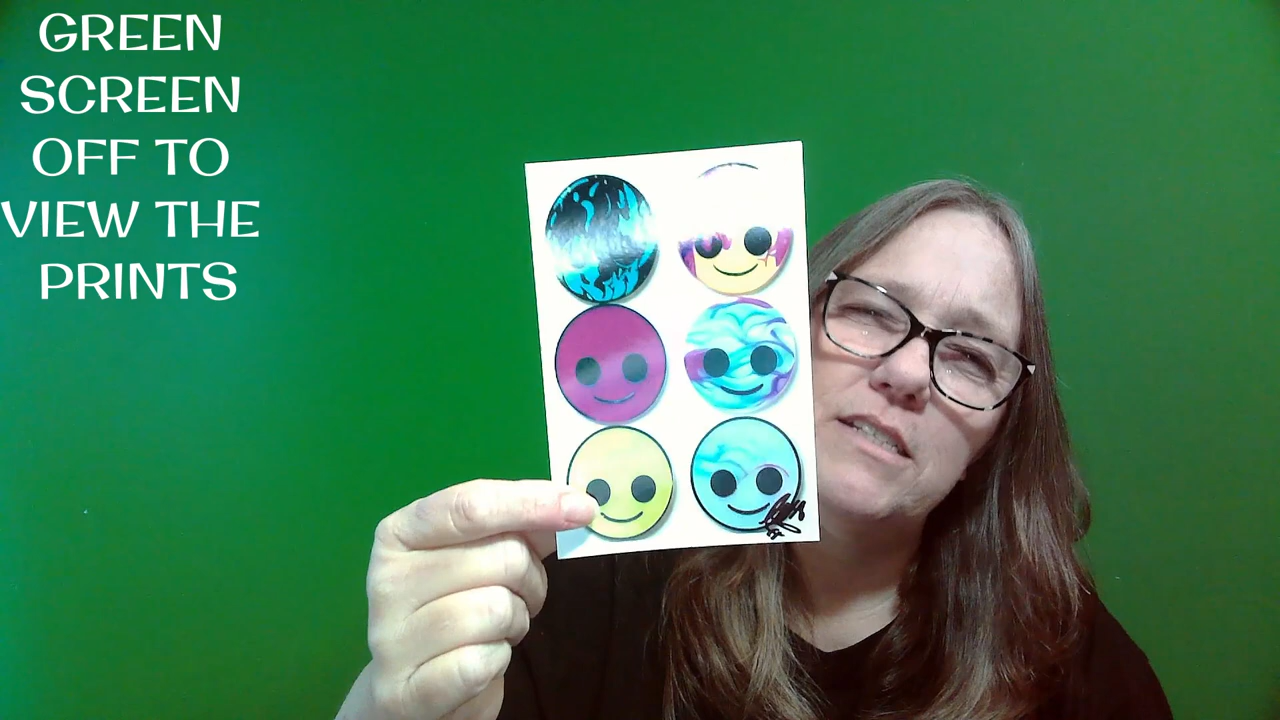 GREEN
SCREEN
OFF TO
VIEW THE
PRINTS